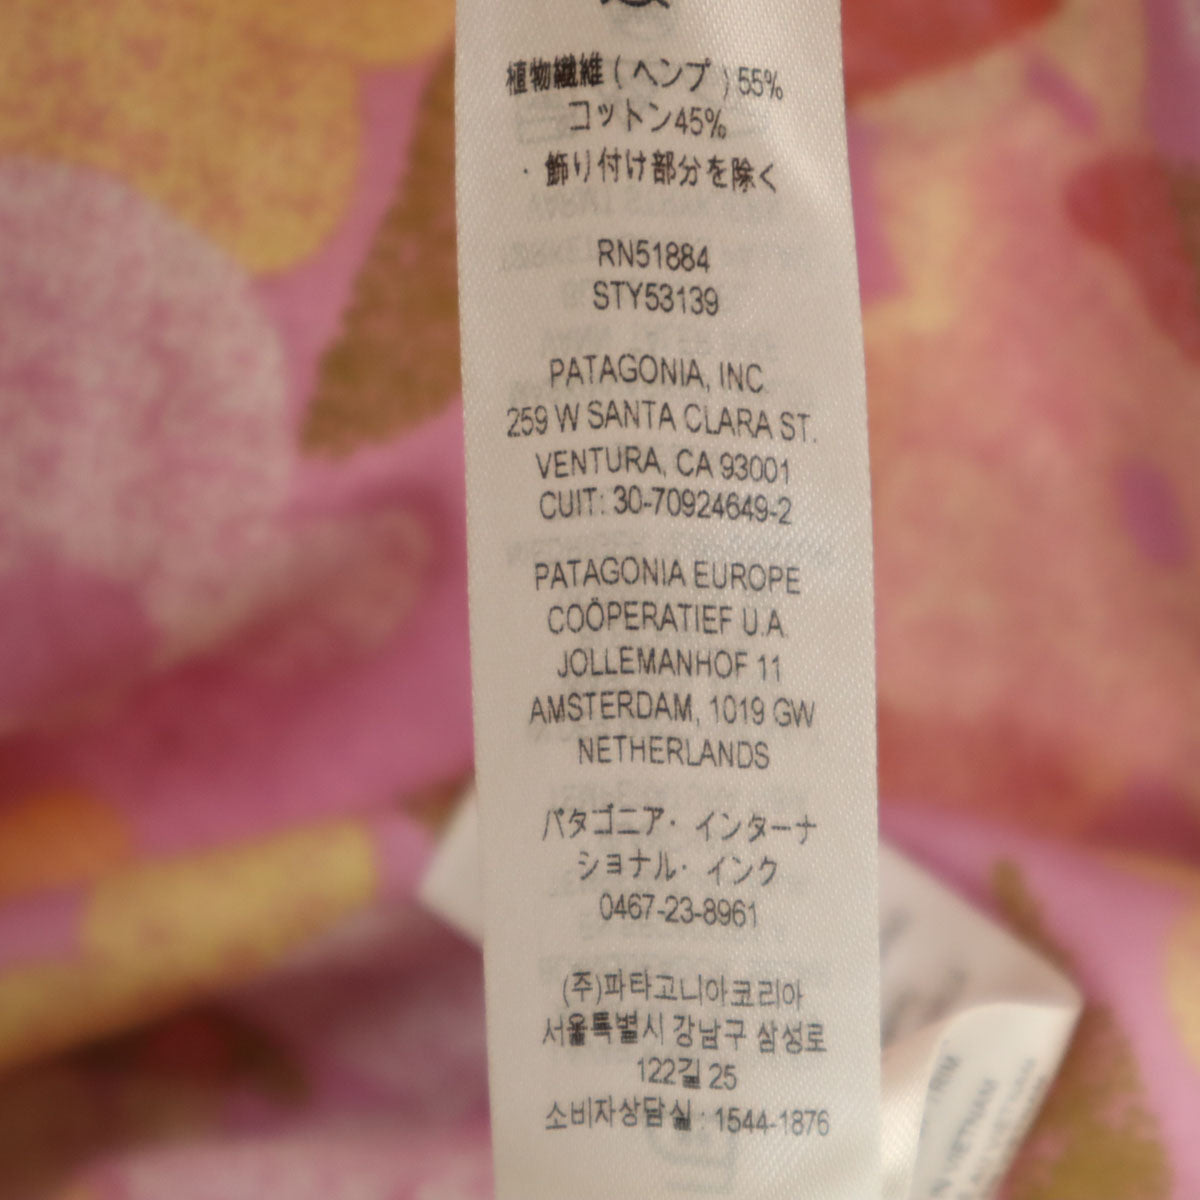 植物繊維 ( ヘンプ ) 55%
コットン45%
・飾り付け部分を除く
RN51884
STY53139
PATAGONIA, INC.
259 W SANTA CLARA ST.
VENTURA, CA 93001
CUIT: 30-70924649-2
PATAGONIA EUROPE
COÖPERATIEF U.A.
JOLLEMANHOF 11
AMSTERDAM, 1019 GW
NETHERLANDS
パタゴニア・インターナ
ショナル・インク
0467-23-8961
(주)파타고니아코리아
서울특별시 강남구 삼성로
122길 25
소비자상담실 : 1544-1876
VIETNAM